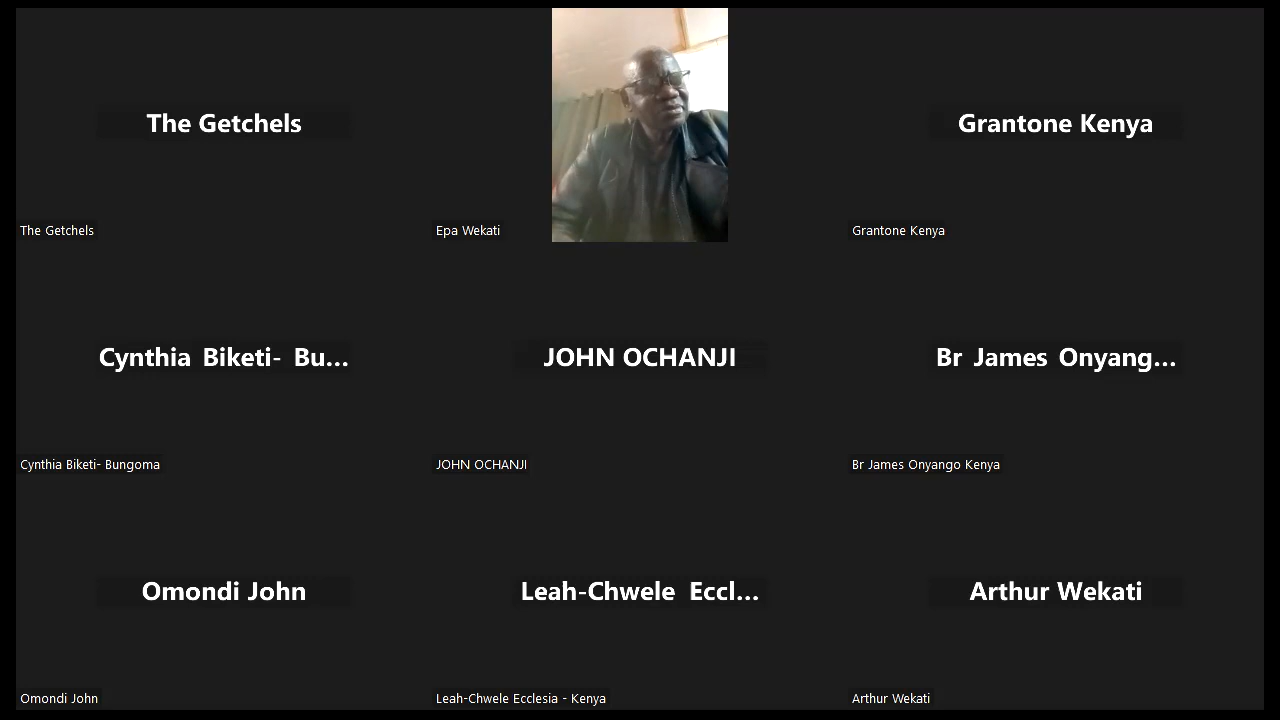 The Getchels
Grantone Kenya
The Getchels
Epa Wekati
Grantone Kenya
Cynthia Biketi- Bu...
JOHN OCHANJI
Br James Onyang...
Cynthia Biketi- Bungoma
JOHN OCHANJI
Br James Onyango Kenya
Omondi John
Leah-Chwele Eccl...
Arthur Wekati
Omondi John
Leah-Chwele Ecclesia - Kenya
Arthur Wekati